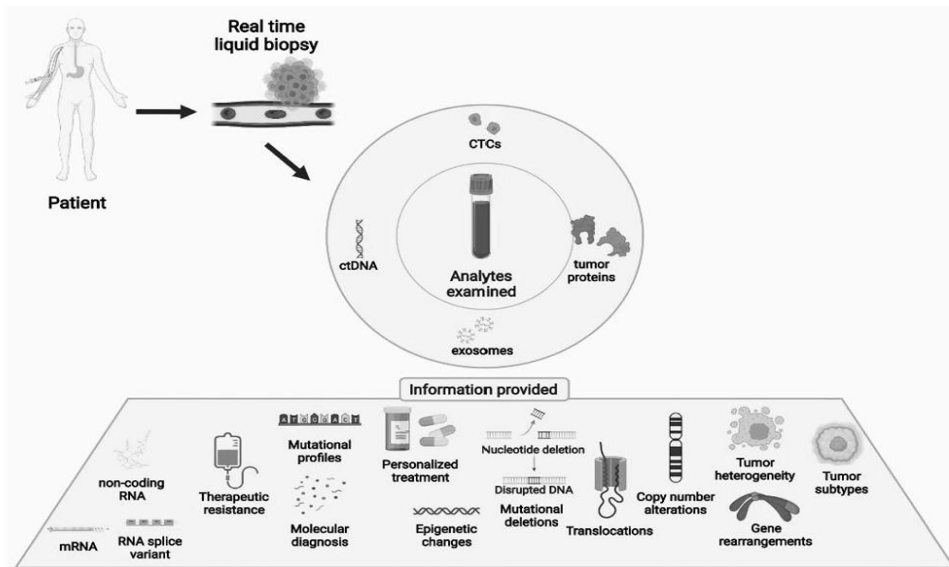 Real time
liquid biopsy
Patient
CTCs
ctDNA
Analytes
examined
tumor
proteins
exosomes
Information provided
non-coding
RNA
mRNA
RNA splice
variant
Therapeutic
resistance
Mutational
profiles
Molecular
diagnosis
Personalized
treatment
Epigenetic
changes
Nucleotide deletion
Disrupted DNA
Mutational
deletions
Translocations
Copy number
alterations
Tumor
heterogeneity
Gene
rearrangements
Tumor
subtypes